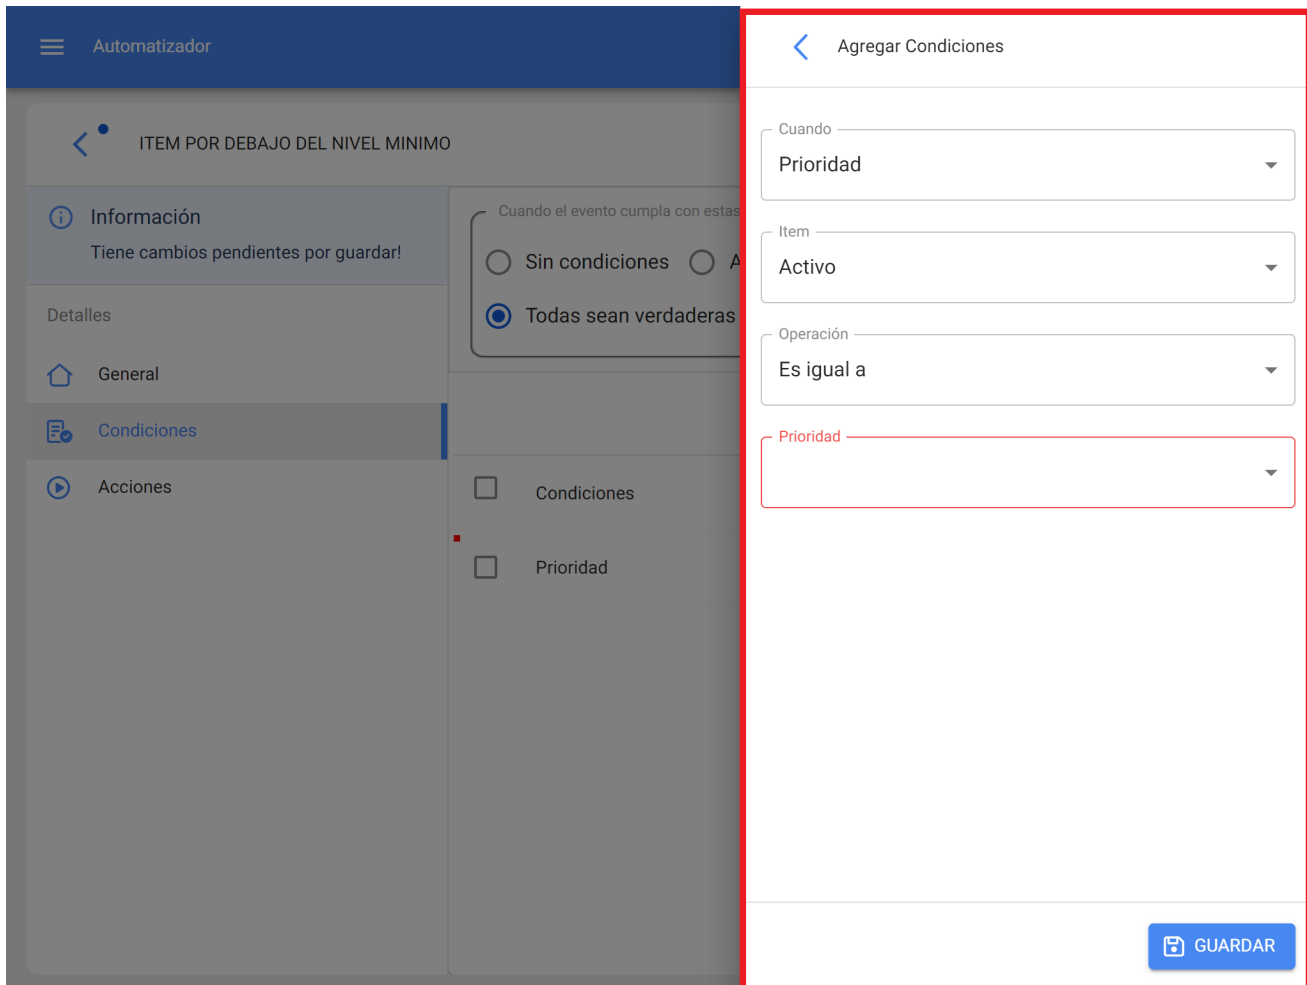 Automatizador
ITEM POR DEBAJO DEL NIVEL MINIMO
Información
Tiene cambios pendientes por guardar!
Detalles
General
Condiciones
Acciones
Cuando el evento cumpla con estas
Sin condiciones
Todas sean verdaderas
Condiciones
Prioridad
Agregar Condiciones
Cuando
Prioridad
Item
Activo
Operación
Es igual a
Prioridad
GUARDAR